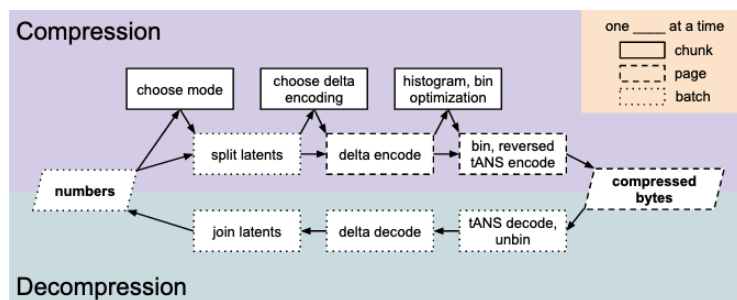 Compression
one ____ at a time
chunk
page
batch
choose mode
choose delta
encoding
histogram, bin
optimization
split latents
delta encode
bin, reversed
tANS encode
numbers
compressed
bytes
join latents
delta decode
tANS decode,
unbin
Decompression